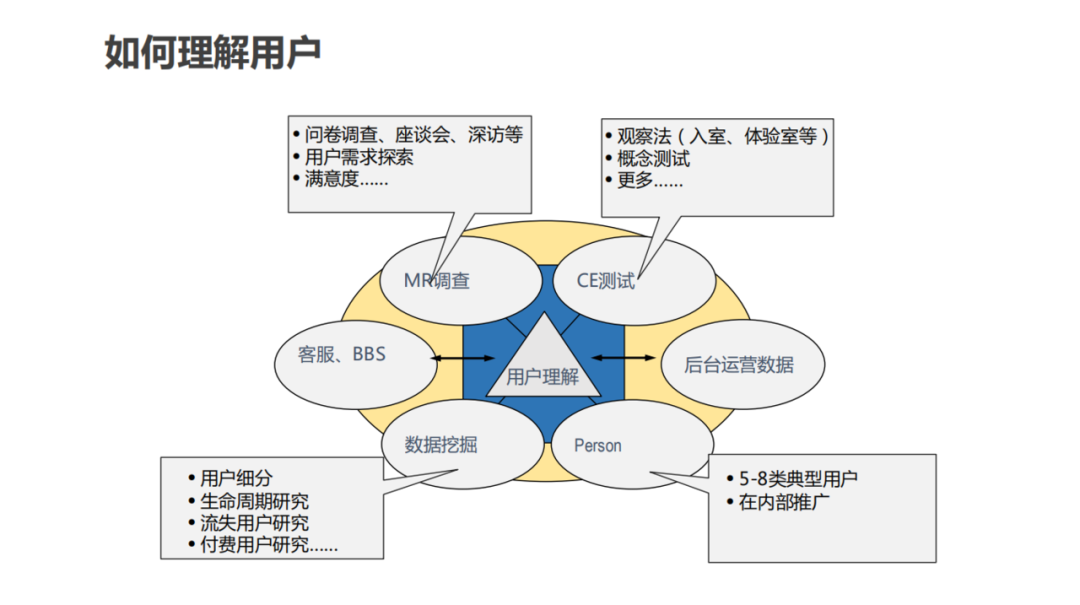 如何理解用户
• 问卷调查、座谈会、深访等
• 用户需求探索
• 满意度……
• 观察法（入室、体验室等）
• 概念测试
• 更多……
MR调查
CE测试
客服、BBS
用户理解
后台运营数据
数据挖掘
Person
• 用户细分
• 生命周期研究
• 流失用户研究
• 付费用户研究……
• 5-8类典型用户
• 在内部推广